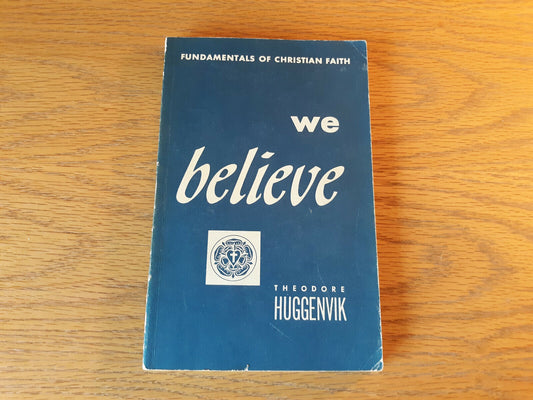 FUNDAMENTALS OF CHRISTIAN FAITH
we
believe
THEODORE
HUGGENVIK